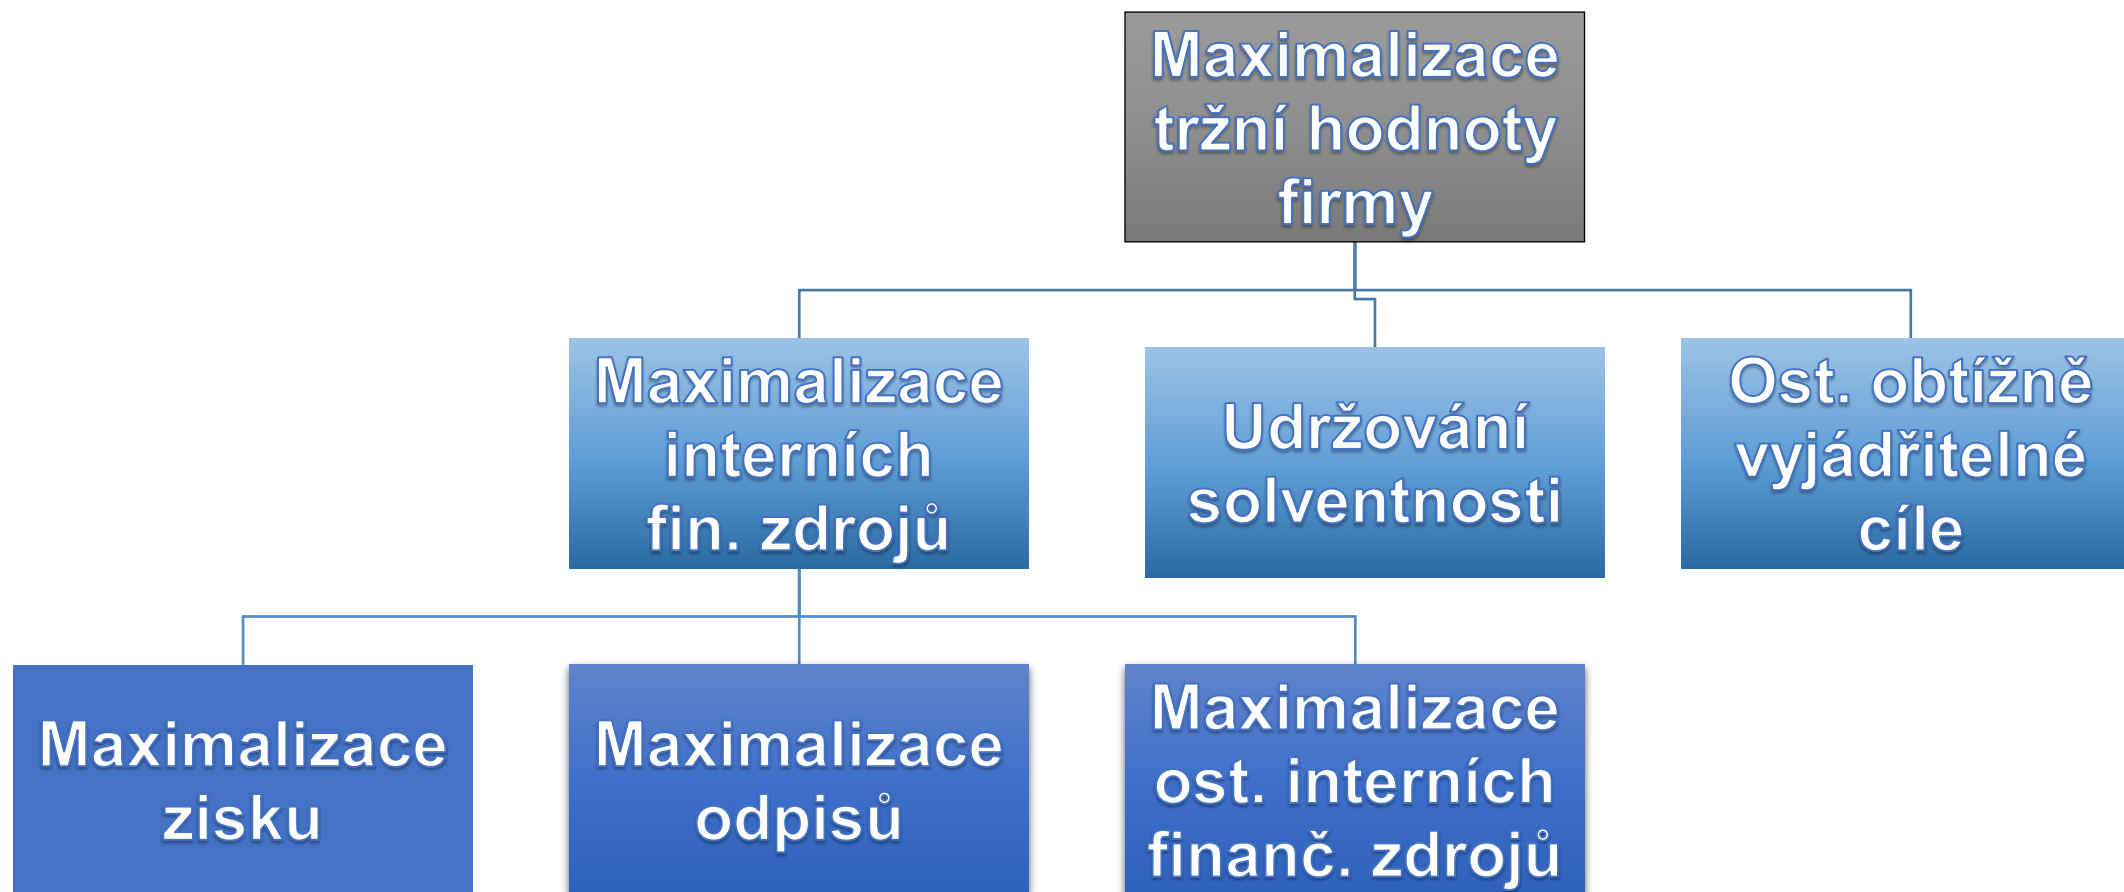 Maximalizace
tržní hodnoty
firmy
Maximalizace
interních
fin. zdrojů
Udržování
solventnosti
Ost. obtížně
vyjádřitelné
cíle
Maximalizace
zisku
Maximalizace
odpisů
Maximalizace
ost. interních
finanč. zdrojů